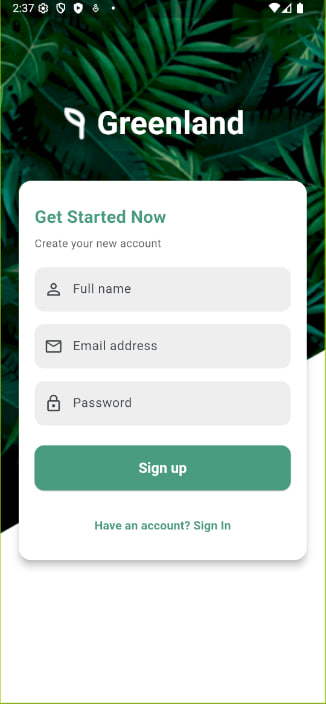 2:37
Greenland
Get Started Now
Create your new account
Full name
Email address
Password
Sign up
Have an account? Sign In